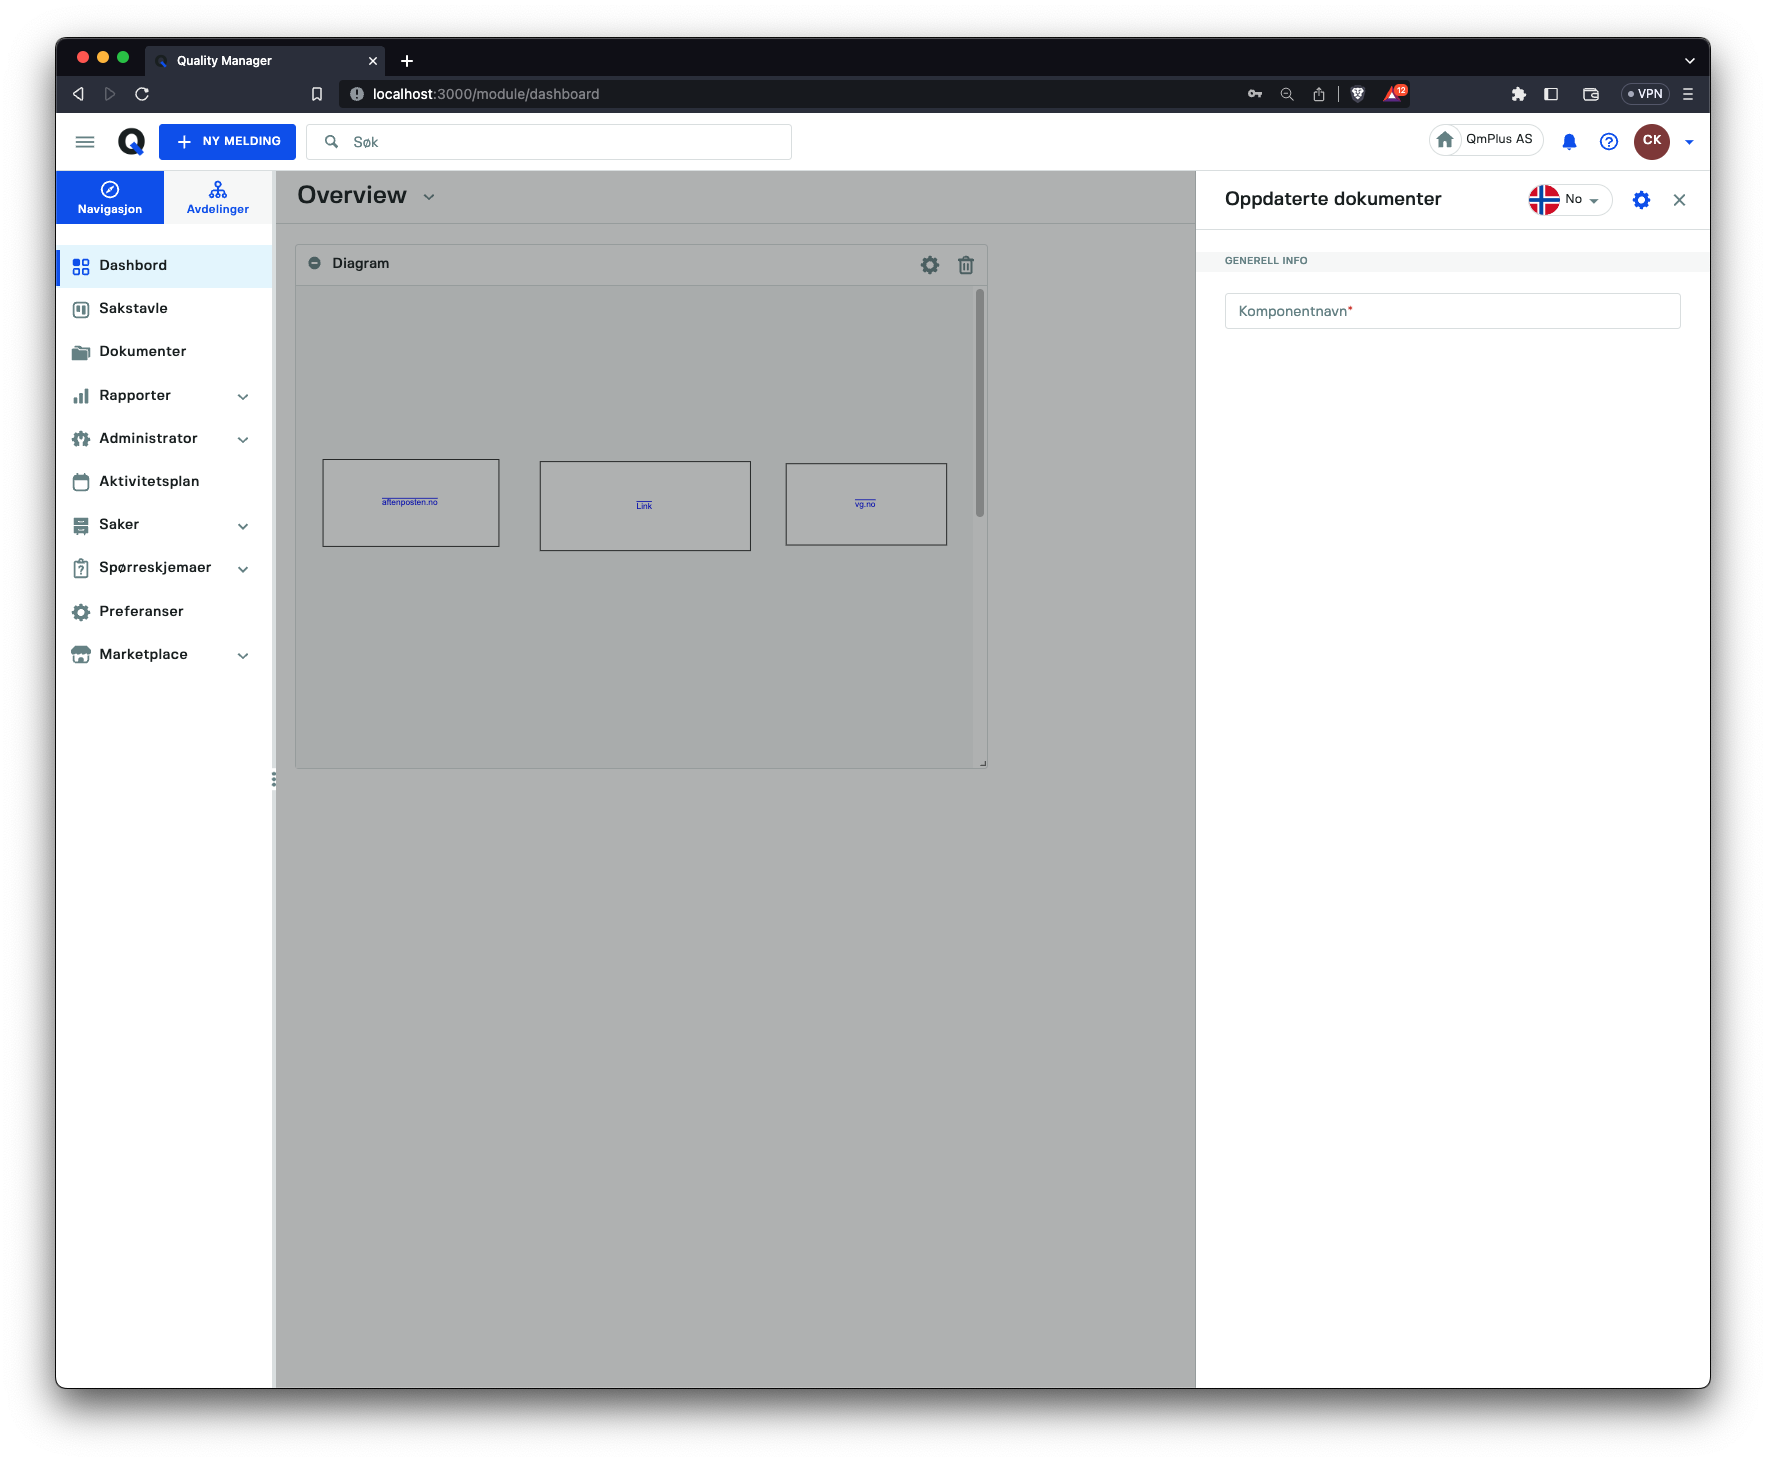 Quality Manager
localhost:3000/module/dashboard
12
VPN
NY MELDING
Søk
QmPlus AS
CK
Navigasjon
Avdelinger
Overview
Oppdaterte dokumenter
No
Dashbord
Sakstavle
Dokumenter
Rapporter
Administrator
Aktivitetsplan
Saker
Spørreskjemaer
Preferanser
Marketplace
Diagram
aftenposten.no
Link
vg.no
GENERELL INFO
Komponentnavn*